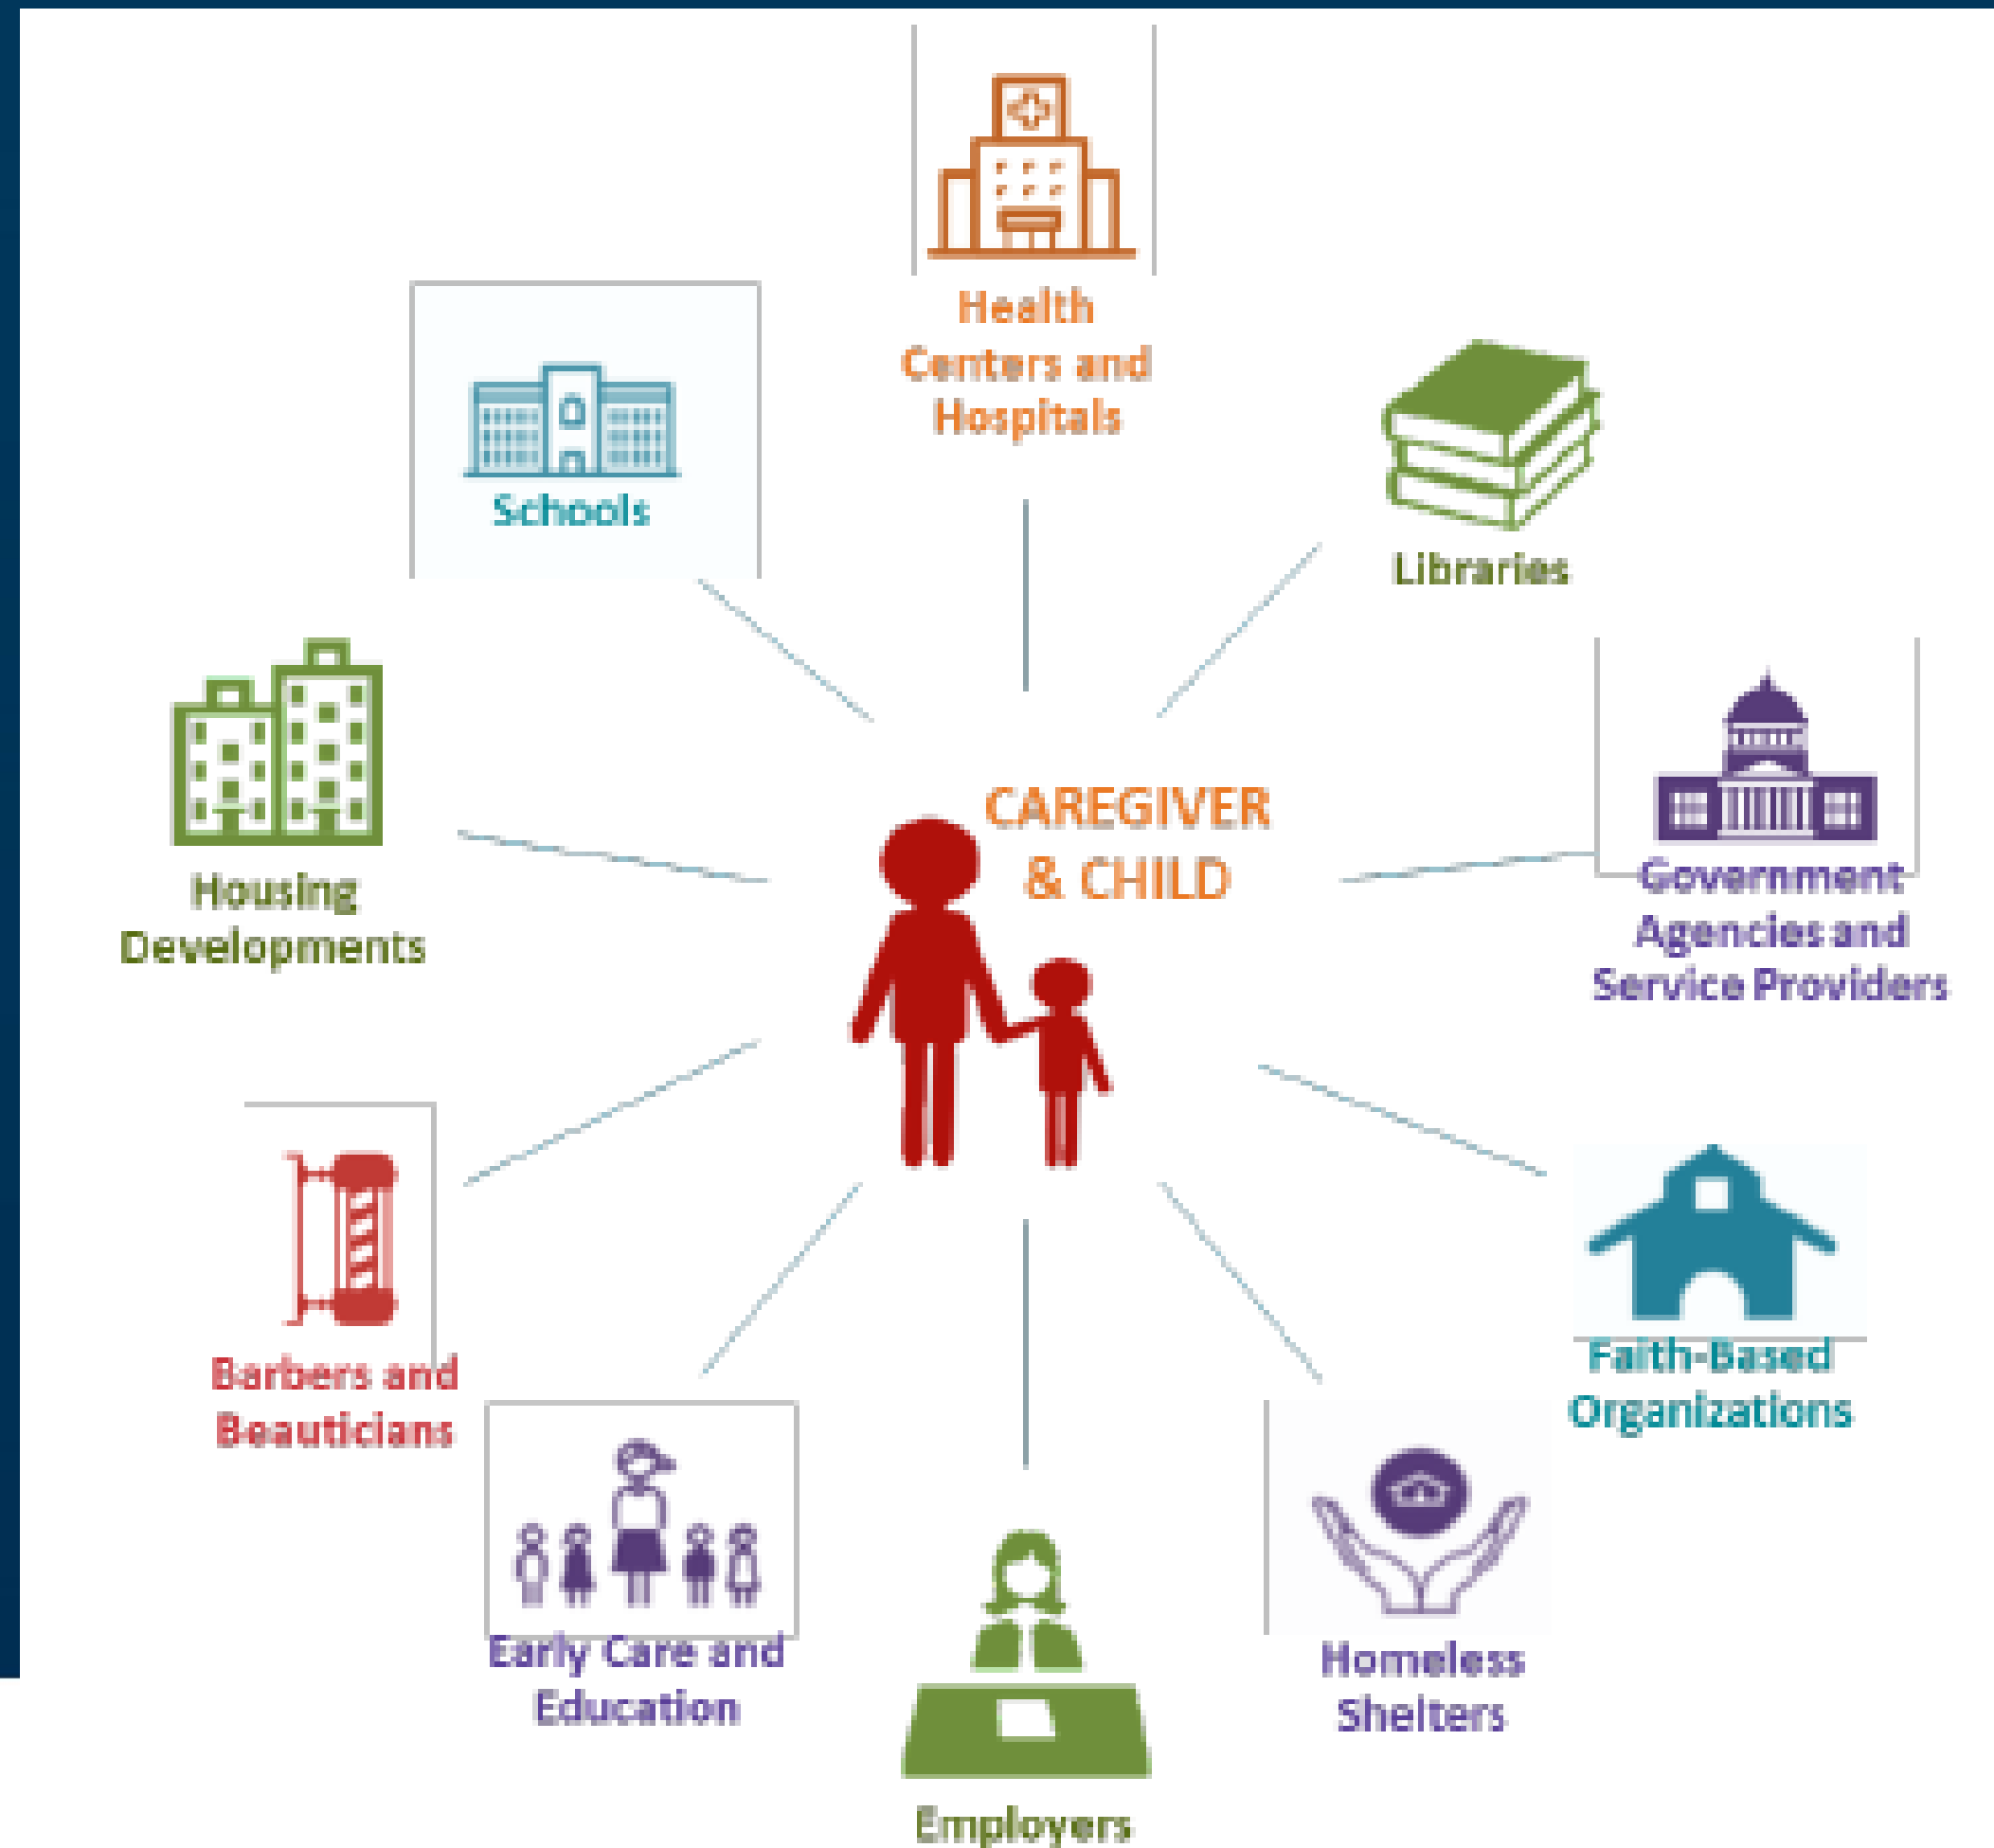 Health
Centers and
Hospitals
Schools
Libraries
CAREGIVER
& CHILD
Government
Agencies and
Service Providers
Housing
Developments
Faith-Based
Organizations
Barbers and
Beauticians
Early Care and
Education
Homeless
Shelters
Employers